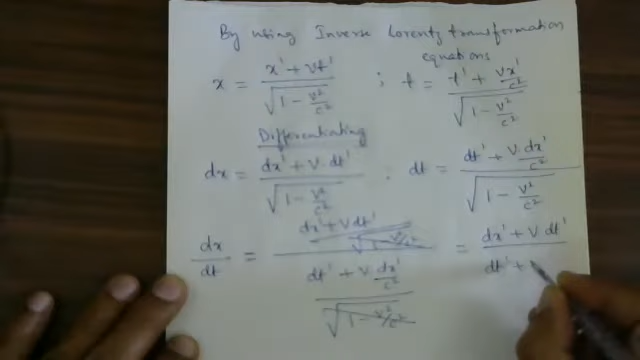 By using Inverse Lorentz transformation
equations
x = (x' + vt') / √(1 - v²/c²) ; t = (t' + vx'/c²) / √(1 - v²/c²)
Differentiating
dx = (dx' + v dt') / √(1 - v²/c²) ; dt = (dt' + v dx'/c²) / √(1 - v²/c²)
dx/dt = ((dx' + v dt') / √(1 - v²/c²)) / ((dt' + v dx'/c²) / √(1 - v²/c²)) = (dx' + v dt') / (dt' +